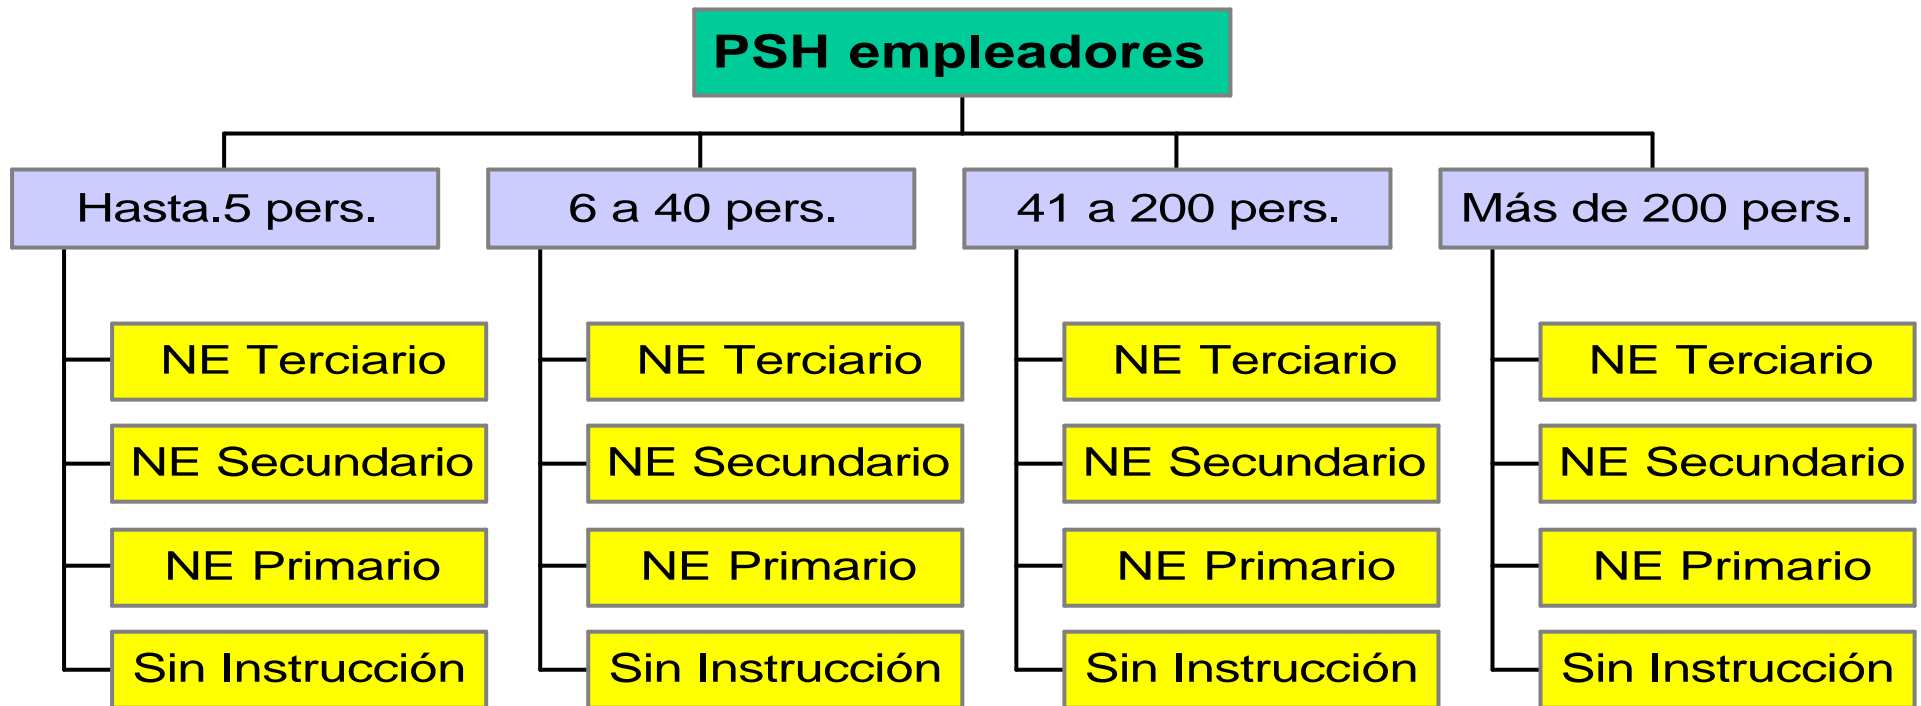 PSH empleadores
Hasta.5 pers.
6 a 40 pers.
41 a 200 pers.
Más de 200 pers.
NE Terciario
NE Terciario
NE Terciario
NE Terciario
NE Secundario
NE Secundario
NE Secundario
NE Secundario
NE Primario
NE Primario
NE Primario
NE Primario
Sin Instrucción
Sin Instrucción
Sin Instrucción
Sin Instrucción